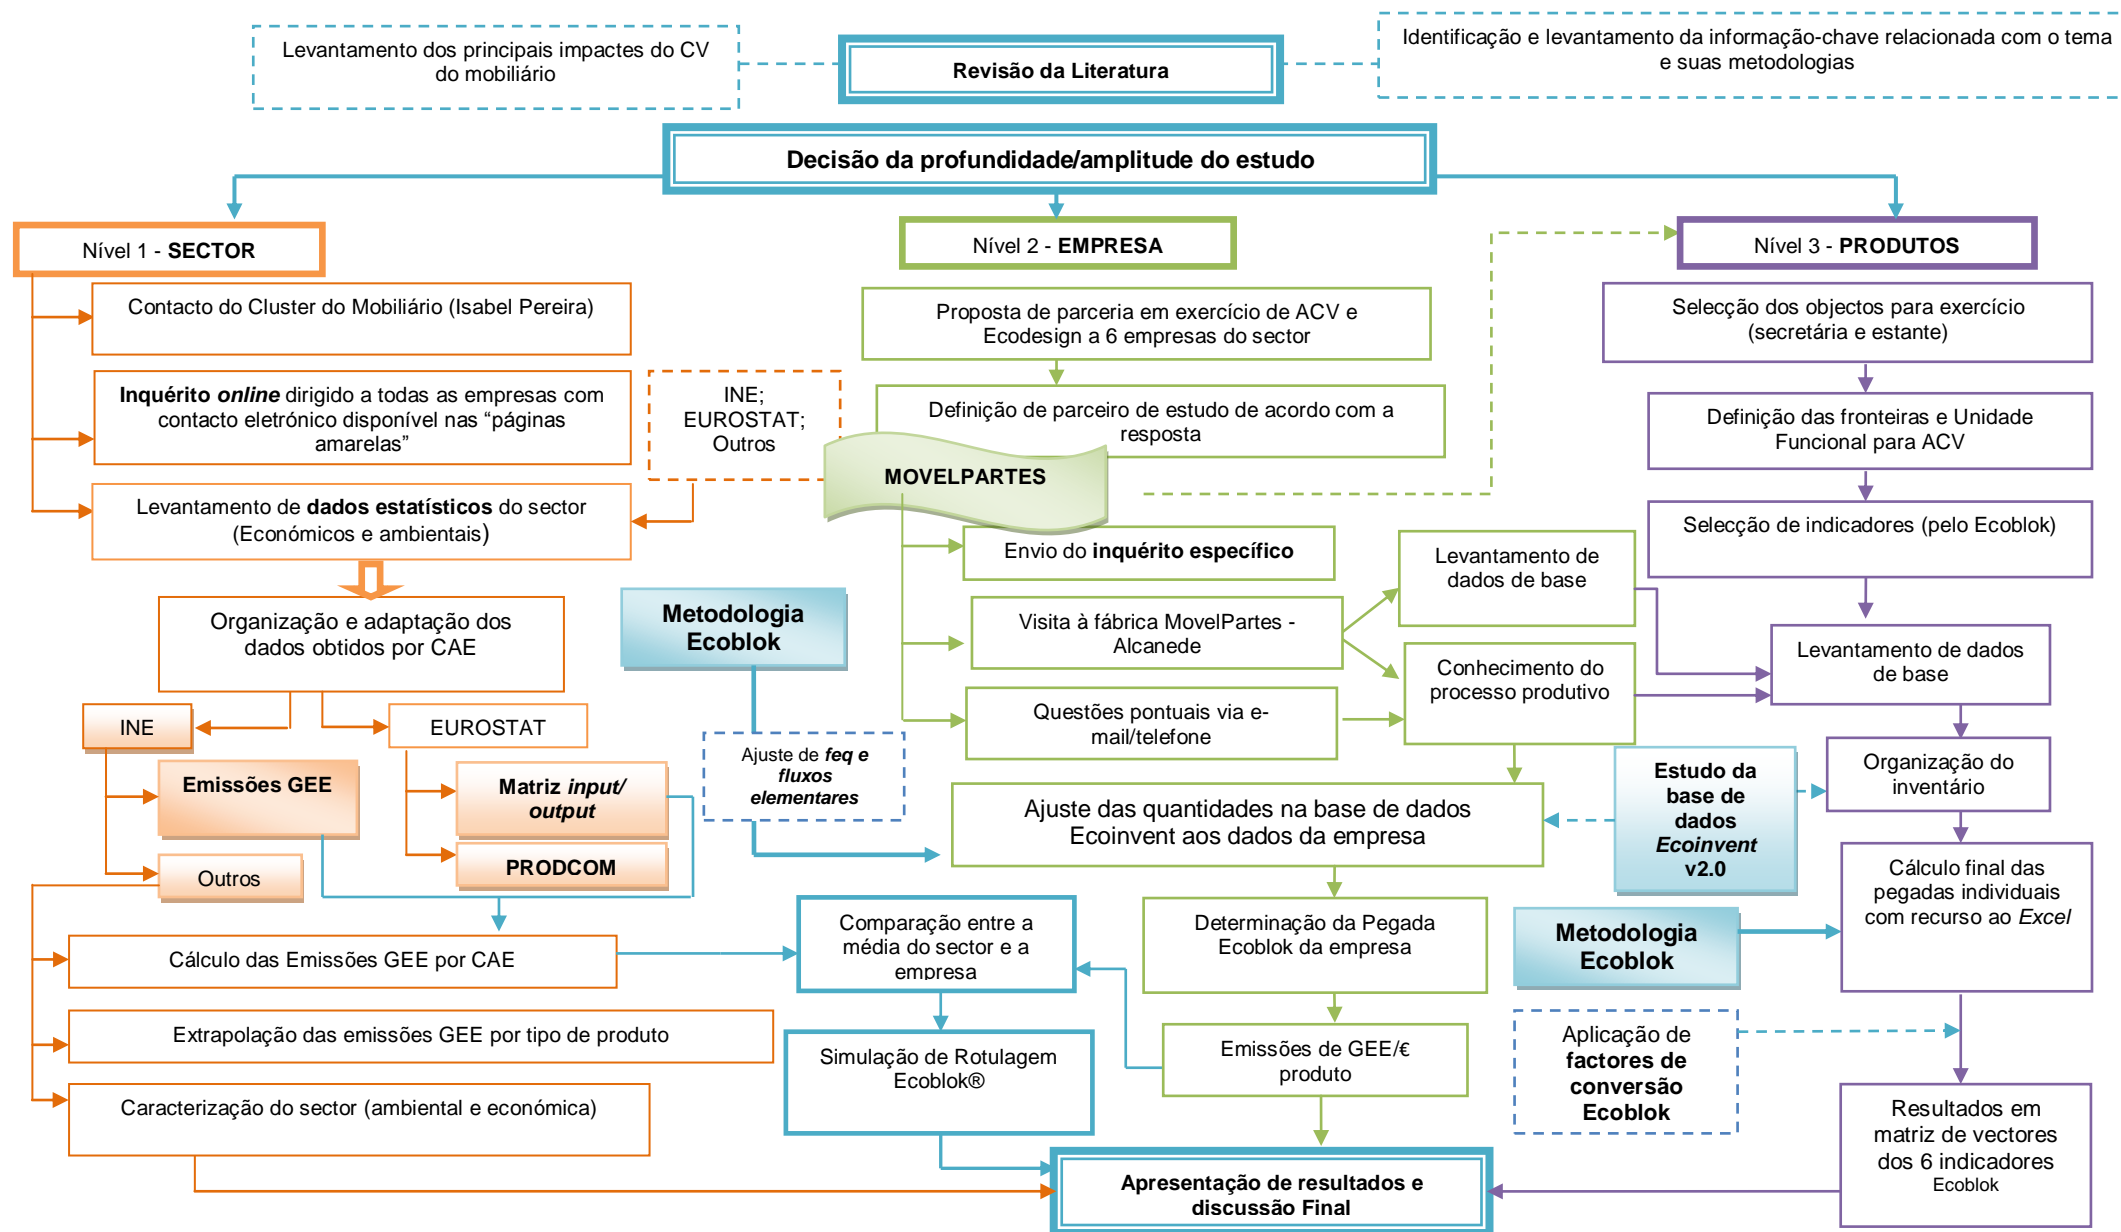 Levantamento dos principais impactes do CV
do mobiliário
Revisão da Literatura
Identificação e levantamento da informação-chave relacionada com o tema
e suas metodologias
Decisão da profundidade/amplitude do estudo
Nível 1 - SECTOR
Nível 2 - EMPRESA
Nível 3 - PRODUTOS
Contacto do Cluster do Mobiliário (Isabel Pereira)
Inquérito online dirigido a todas as empresas com
contacto eletrónico disponível nas “páginas
amarelas”
Levantamento de dados estatísticos do sector
(Económicos e ambientais)
INE;
EUROSTAT;
Outros
Organização e adaptação dos
dados obtidos por CAE
INE
EUROSTAT
Emissões GEE
Matriz input/
output
PRODCOM
Outros
Cálculo das Emissões GEE por CAE
Extrapolação das emissões GEE por tipo de produto
Caracterização do sector (ambiental e económica)
Proposta de parceria em exercício de ACV e
Ecodesign a 6 empresas do sector
Definição de parceiro de estudo de acordo com a
resposta
MOVELPARTES
Envio do inquérito específico
Visita à fábrica MovelPartes -
Alcanede
Questões pontuais via e-
mail/telefone
Levantamento de
dados de base
Conhecimento do
processo produtivo
Metodologia
Ecoblok
Ajuste de feq e
fluxos
elementares
Ajuste das quantidades na base de dados
Ecoinvent aos dados da empresa
Determinação da Pegada
Ecoblok da empresa
Emissões de GEE/€
produto
Comparação entre a
média do sector e a
empresa
Simulação de Rotulagem
Ecoblok®
Apresentação de resultados e
discussão Final
Selecção dos objectos para exercício
(secretária e estante)
Definição das fronteiras e Unidade
Funcional para ACV
Selecção de indicadores (pelo Ecoblok)
Levantamento de dados
de base
Organização do
inventário
Estudo da
base de
dados
Ecoinvent
v2.0
Cálculo final das
pegadas individuais
com recurso ao Excel
Metodologia
Ecoblok
Aplicação de
factores de
conversão
Ecoblok
Resultados em
matriz de vectores
dos 6 indicadores
Ecoblok